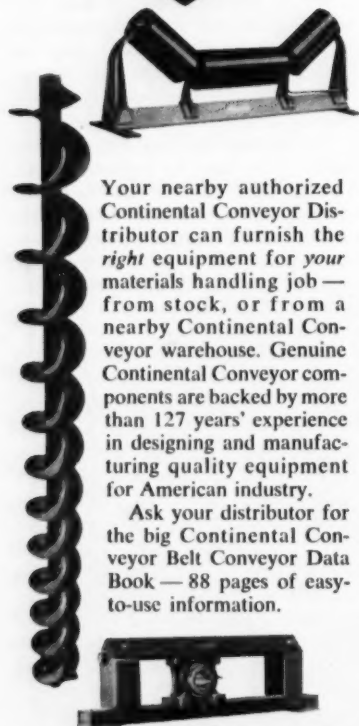 Your nearby authorized
Continental Conveyor Dis-
tributor can furnish the
right equipment for your
materials handling job —
from stock, or from a
nearby Continental Con-
veyor warehouse. Genuine
Continental Conveyor com-
ponents are backed by more
than 127 years' experience
in designing and manufac-
turing quality equipment
for American industry.
Ask your distributor for
the big Continental Con-
veyor Belt Conveyor Data
Book — 88 pages of easy-
to-use information.